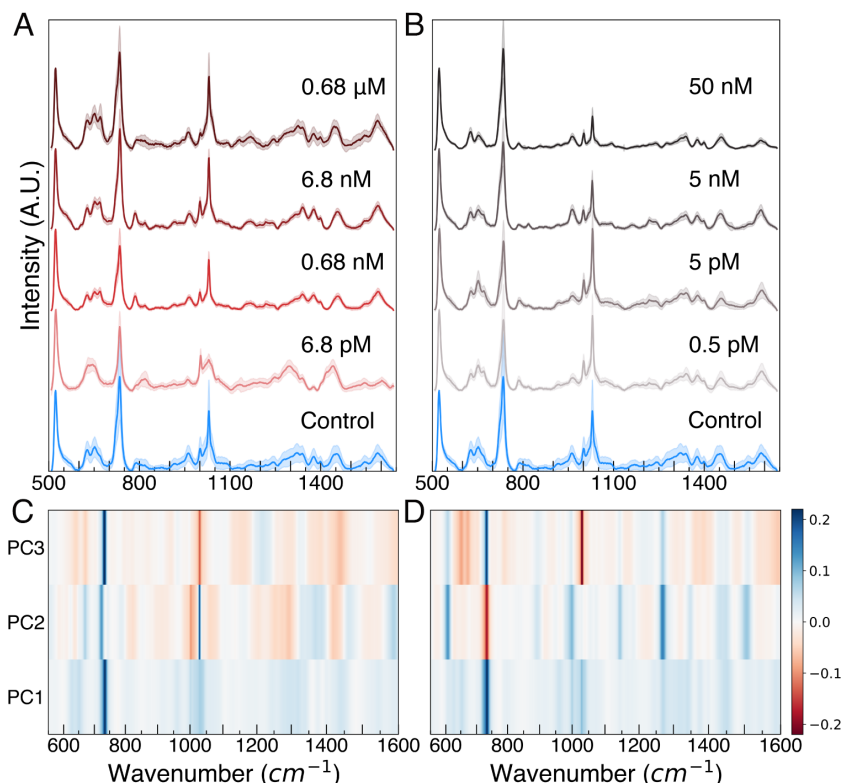 A
B
Intensity (A.U.)
0.68 μM
6.8 nM
0.68 nM
6.8 pM
Control
50 nM
5 nM
5 pM
0.5 pM
Control
500 800 1100 1400
500 800 1100 1400
C
D
PC3
PC2
PC1
0.2
0.1
0.0
−0.1
−0.2
600 800 1000 1200 1400 1600
600 800 1000 1200 1400 1600
Wavenumber (cm⁻¹)
Wavenumber (cm⁻¹)